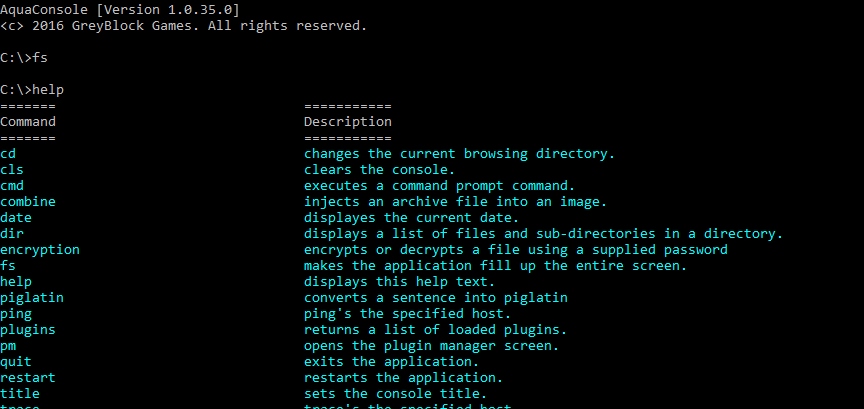 AquaConsole [Version 1.0.35.0]
<c> 2016 GreyBlock Games. All rights reserved.
C:\>fs
C:\>help
======= ===========
Command Description
======= ===========
cd changes the current browsing directory.
cls clears the console.
cmd executes a command prompt command.
combine injects an archive file into an image.
date displayes the current date.
dir displays a list of files and sub-directories in a directory.
encryption encrypts or decrypts a file using a supplied password
fs makes the application fill up the entire screen.
help displays this help text.
piglatin converts a sentence into piglatin
ping ping's the specified host.
plugins returns a list of loaded plugins.
pm opens the plugin manager screen.
quit exits the application.
restart restarts the application.
title sets the console title.
trace trace's the specified host